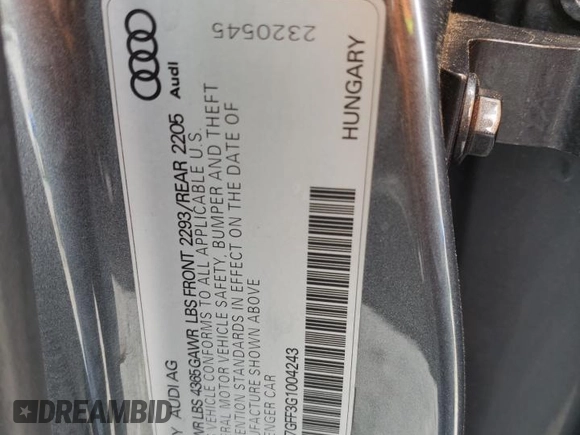 2320545
Audi
Y AUDI AG
WR LBS 4365 GAWR LBS FRONT 2293/REAR 2205
VEHICLE CONFORMS TO ALL APPLICABLE U.S.
RAL MOTOR VEHICLE SAFETY, BUMPER AND THEFT
ENTION STANDARDS IN EFFECT ON THE DATE OF
UFACTURE SHOWN ABOVE
ENGER CAR
HUNGARY
7GFF3G1004243
DREAMBID